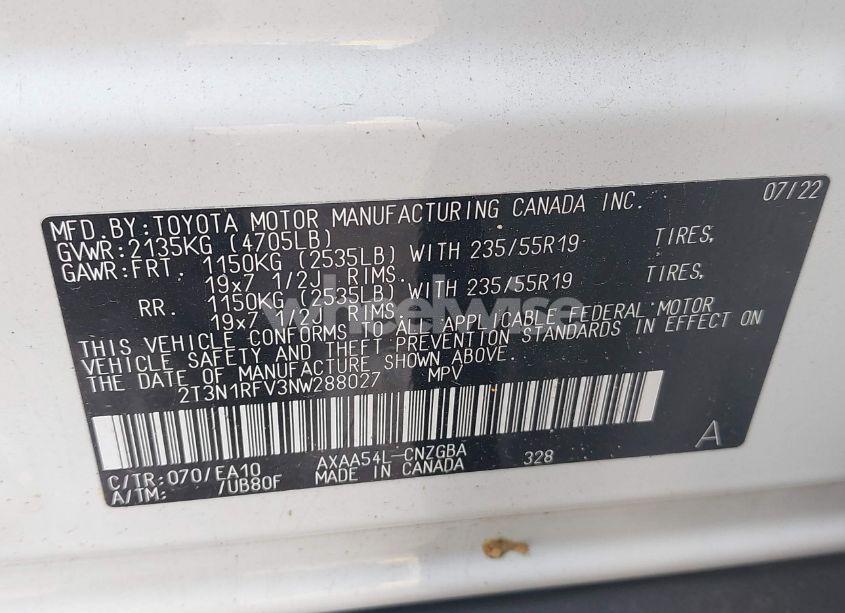 07/22
MFD.BY:TOYOTA MOTOR MANUFACTURING CANADA INC.
GVWR:2135KG (4705LB)
GAWR:FRT. 1150KG (2535LB) WITH 235/55R19 TIRES,
19x7 1/2J RIMS.
RR. 1150KG (2535LB) WITH 235/55R19 TIRES,
19x7 1/2J RIMS.
THIS VEHICLE CONFORMS TO ALL APPLICABLE FEDERAL MOTOR
VEHICLE SAFETY AND THEFT PREVENTION STANDARDS IN EFFECT ON
THE DATE OF MANUFACTURE SHOWN ABOVE.
2T3N1RFV3NW288027 MPV
A
C/TR:070/EA10 AXAA54L-CNZGBA 328
A/TM: /UB80F MADE IN CANADA
wheelwise